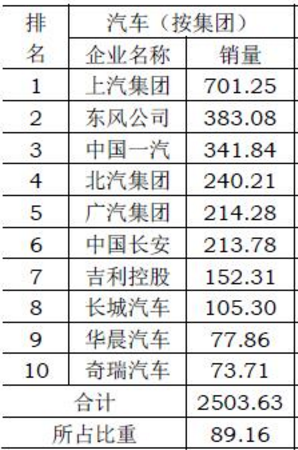 排名 汽车（按集团）
企业名称 销量
1 上汽集团 701.25
2 东风公司 383.08
3 中国一汽 341.84
4 北汽集团 240.21
5 广汽集团 214.28
6 中国长安 213.78
7 吉利控股 152.31
8 长城汽车 105.30
9 华晨汽车 77.86
10 奇瑞汽车 73.71
合计 2503.63
所占比重 89.16